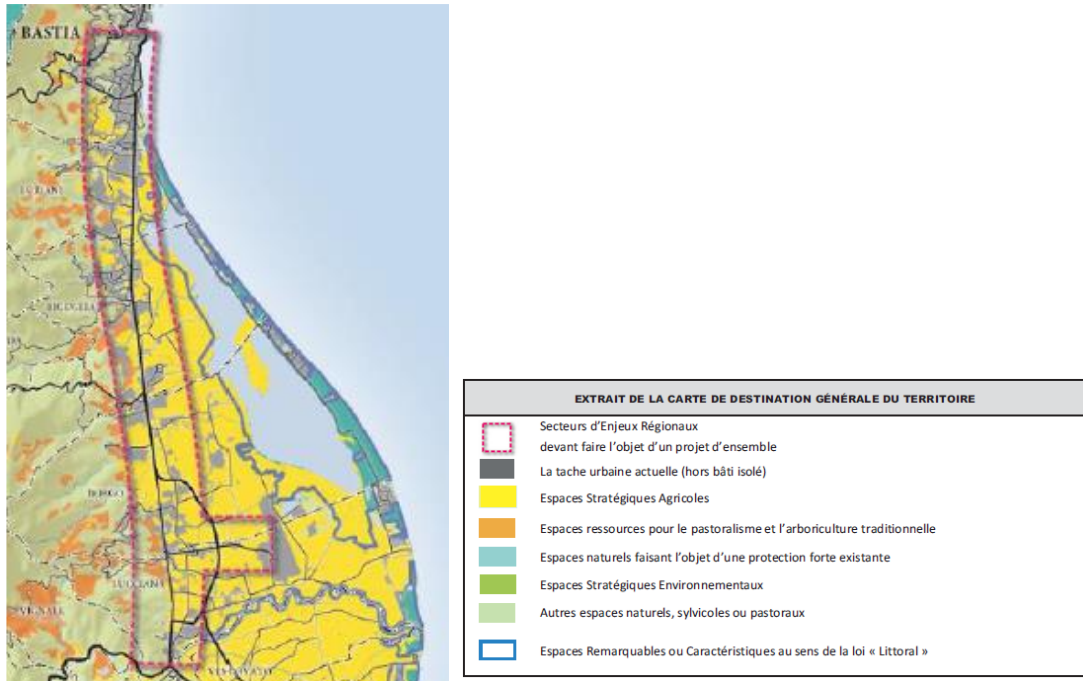 BASTIA
BORGO
EXTRAIT DE LA CARTE DE DESTINATION GÉNÉRALE DU TERRITOIRE
Secteurs d'Enjeux Régionaux
devant faire l'objet d'un projet d'ensemble
La tache urbaine actuelle (hors bâti isolé)
Espaces Stratégiques Agricoles
Espaces ressources pour le pastoralisme et l'arboriculture traditionnelle
Espaces naturels faisant l'objet d'une protection forte existante
Espaces Stratégiques Environnementaux
Autres espaces naturels, sylvicoles ou pastoraux
Espaces Remarquables ou Caractéristiques au sens de la loi « Littoral »